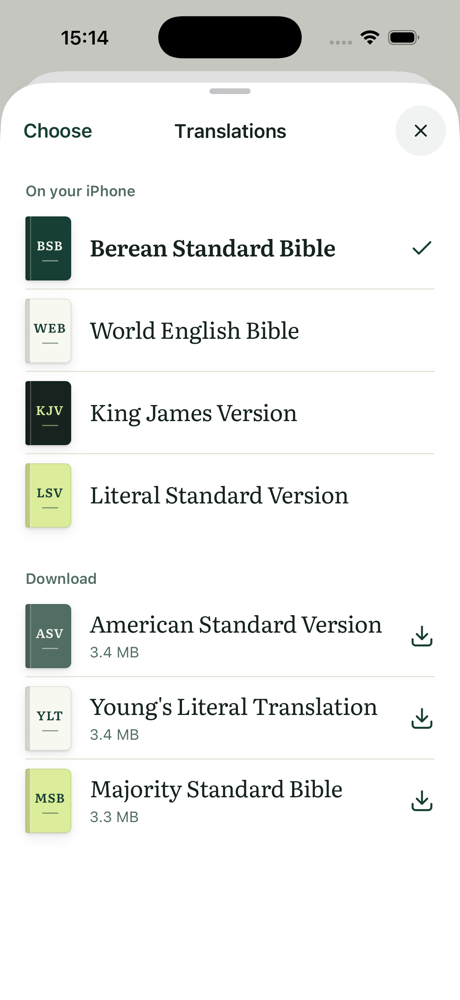 15:14
Choose
Translations
On your iPhone
BSB
Berean Standard Bible
WEB
World English Bible
KJV
King James Version
LSV
Literal Standard Version
Download
ASV
American Standard Version
3.4 MB
YLT
Young's Literal Translation
3.4 MB
MSB
Majority Standard Bible
3.3 MB